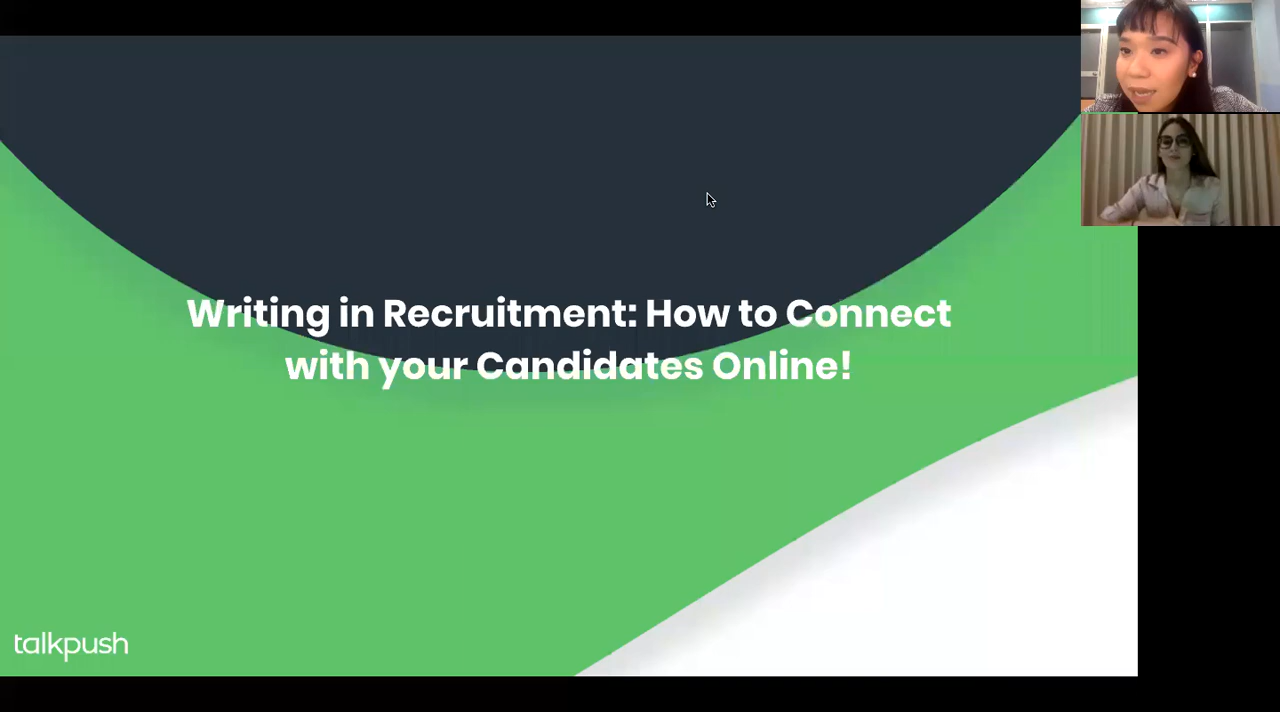 Writing in Recruitment: How to Connect
with your Candidates Online!
talkpush